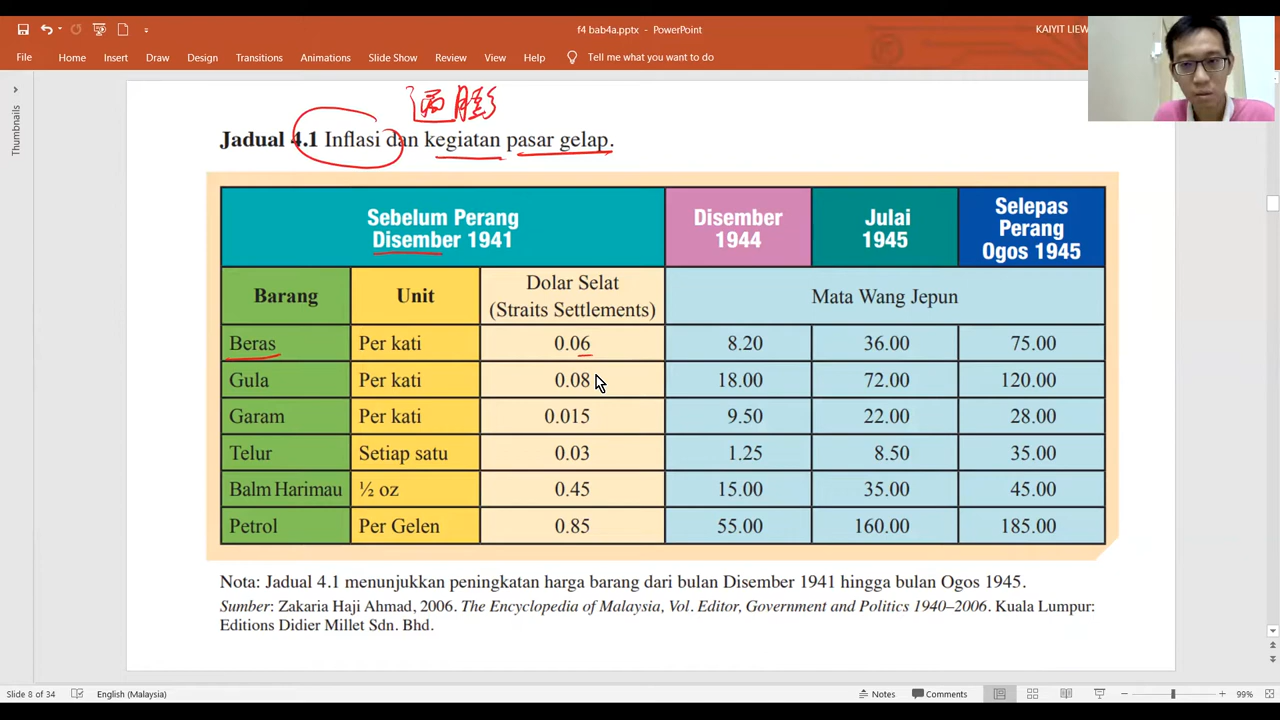 f4 bab4a.pptx - PowerPoint
KAIYIT LIEW
File Home Insert Draw Design Transitions Animations Slide Show Review View Help Tell me what you want to do
Thumbnails
通膨
Jadual 4.1 Inflasi dan kegiatan pasar gelap.
Sebelum Perang Disember 1941 Disember 1944 Julai 1945 Selepas Perang Ogos 1945
Barang Unit Dolar Selat (Straits Settlements) Mata Wang Jepun
Beras Per kati 0.06 8.20 36.00 75.00
Gula Per kati 0.08 18.00 72.00 120.00
Garam Per kati 0.015 9.50 22.00 28.00
Telur Setiap satu 0.03 1.25 8.50 35.00
Balm Harimau ½ oz 0.45 15.00 35.00 45.00
Petrol Per Gelen 0.85 55.00 160.00 185.00
Nota: Jadual 4.1 menunjukkan peningkatan harga barang dari bulan Disember 1941 hingga bulan Ogos 1945.
Sumber: Zakaria Haji Ahmad, 2006. The Encyclopedia of Malaysia, Vol. Editor, Government and Politics 1940–2006. Kuala Lumpur:
Editions Didier Millet Sdn. Bhd.
Slide 8 of 34 English (Malaysia) Notes Comments 99%